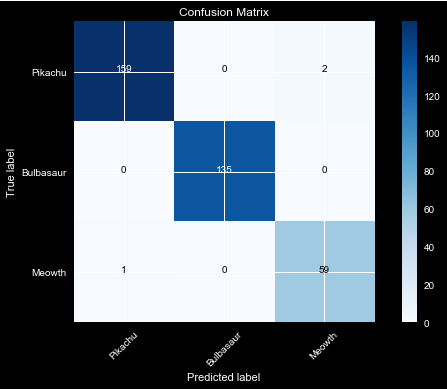 Confusion Matrix
140
Pikachu 159 0 2
120
100
True label
Bulbasaur 0 135 0
80
60
40
Meowth 1 0 59
20
0
Pikachu Bulbasaur Meowth
Predicted label